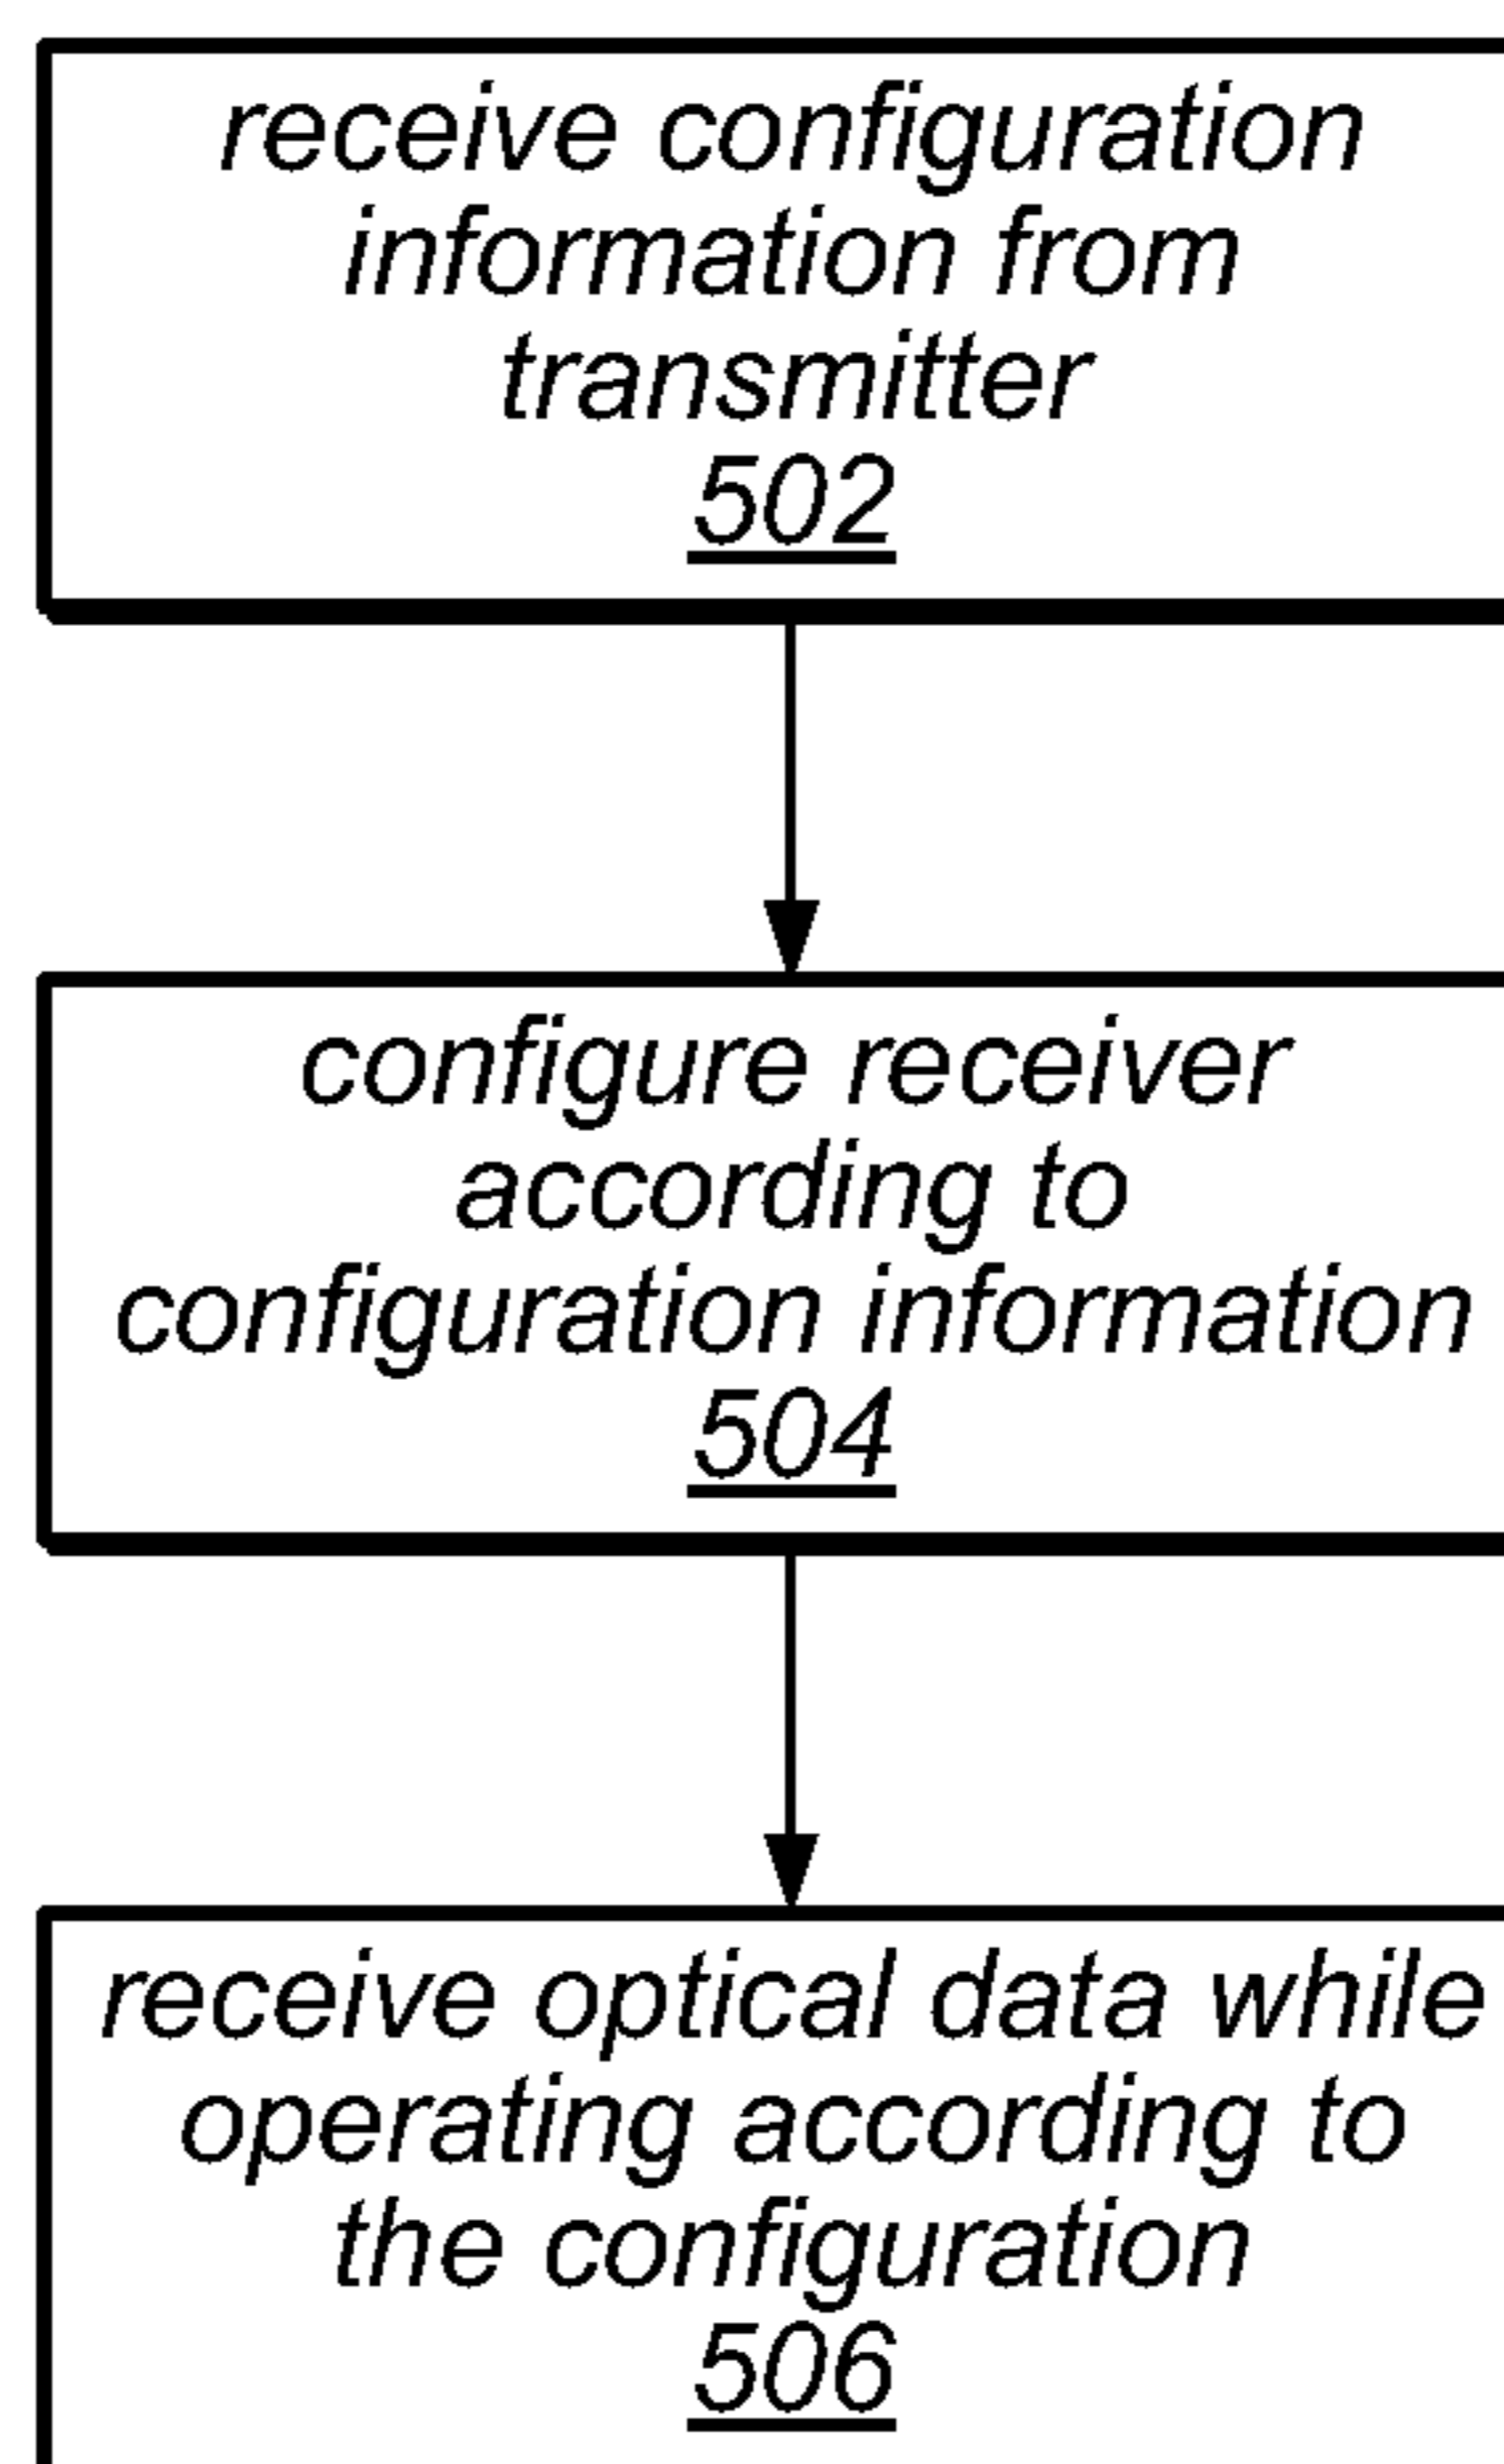 receive configuration
information from
transmitter
502
configure receiver
according to
configuration information
504
receive optical data while
operating according to
the configuration
506